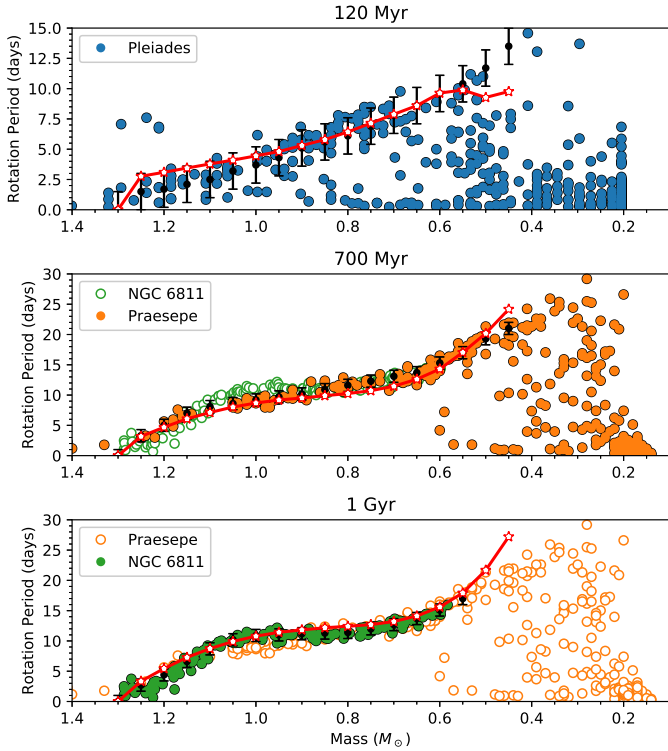 120 Myr
Rotation Period (days)
15.0
12.5
10.0
7.5
5.0
2.5
0.0
Pleiades
1.4 1.2 1.0 0.8 0.6 0.4 0.2
700 Myr
Rotation Period (days)
30
25
20
15
10
5
0
NGC 6811
Praesepe
1.4 1.2 1.0 0.8 0.6 0.4 0.2
1 Gyr
Rotation Period (days)
30
25
20
15
10
5
0
Praesepe
NGC 6811
1.4 1.2 1.0 0.8 0.6 0.4 0.2
Mass (M⊙)